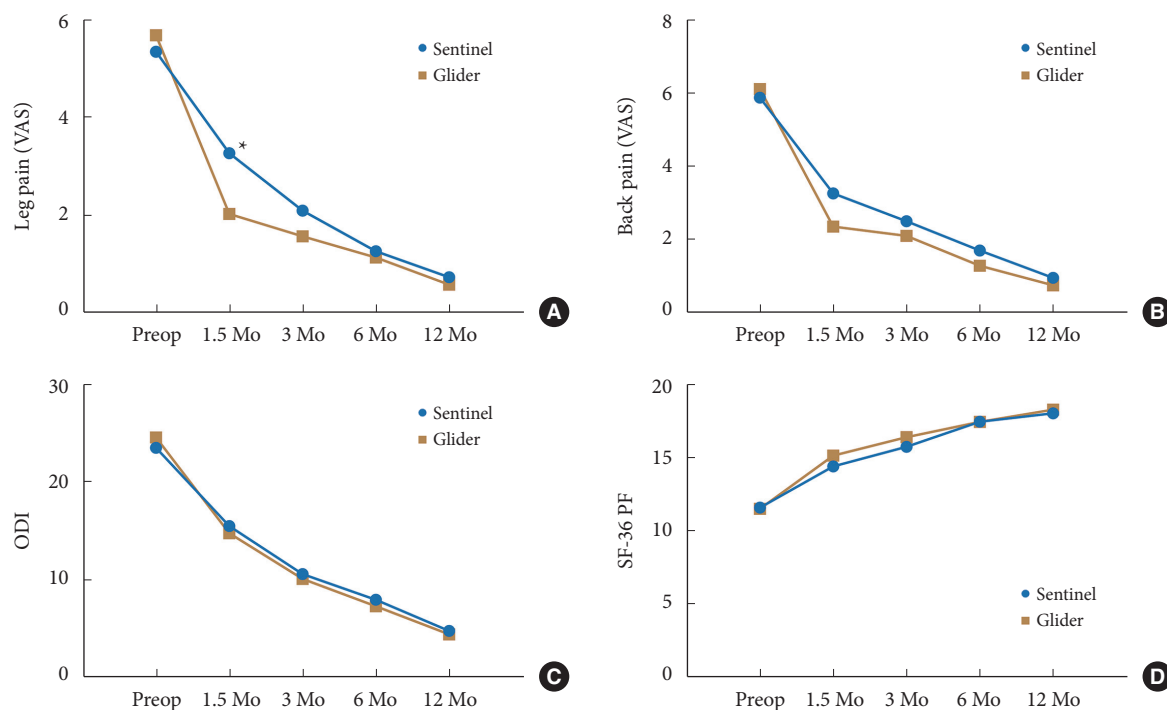 6
4
2
0
Leg pain (VAS)
Sentinel
Glider
*
Preop 1.5 Mo 3 Mo 6 Mo 12 Mo
A
8
6
4
2
0
Back pain (VAS)
Sentinel
Glider
Preop 1.5 Mo 3 Mo 6 Mo 12 Mo
B
30
20
10
0
ODI
Sentinel
Glider
Preop 1.5 Mo 3 Mo 6 Mo 12 Mo
C
20
15
10
5
0
SF-36 PF
Sentinel
Glider
Preop 1.5 Mo 3 Mo 6 Mo 12 Mo
D